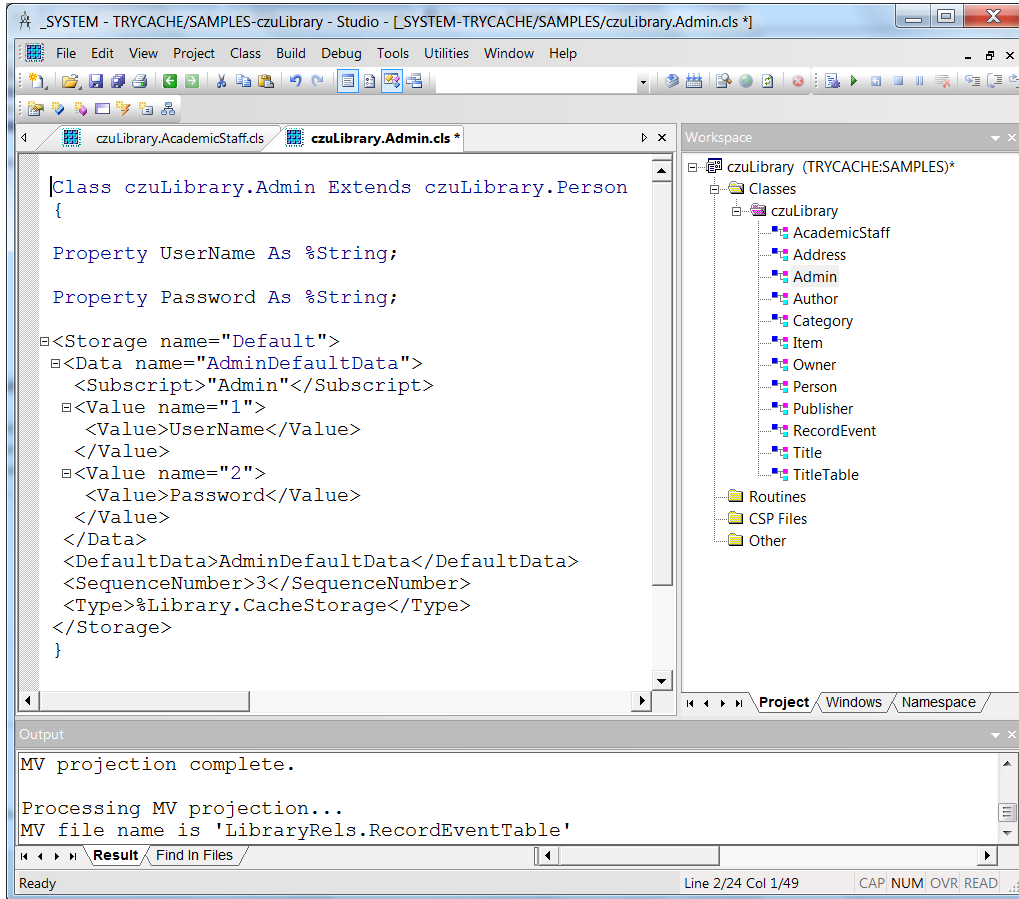 _SYSTEM - TRYCACHE/SAMPLES-czuLibrary - Studio - [_SYSTEM-TRYCACHE/SAMPLES/czuLibrary.Admin.cls *]
File Edit View Project Class Build Debug Tools Utilities Window Help
czuLibrary.AcademicStaff.cls czuLibrary.Admin.cls *
Class czuLibrary.Admin Extends czuLibrary.Person
{
Property UserName As %String;
Property Password As %String;
<Storage name="Default">
<Data name="AdminDefaultData">
<Subscript>"Admin"</Subscript>
<Value name="1">
<Value>UserName</Value>
</Value>
<Value name="2">
<Value>Password</Value>
</Value>
</Data>
<DefaultData>AdminDefaultData</DefaultData>
<SequenceNumber>3</SequenceNumber>
<Type>%Library.CacheStorage</Type>
</Storage>
}
Workspace
czuLibrary (TRYCACHE:SAMPLES)*
Classes
czuLibrary
AcademicStaff
Address
Admin
Author
Category
Item
Owner
Person
Publisher
RecordEvent
Title
TitleTable
Routines
CSP Files
Other
Project Windows Namespace
Output
MV projection complete.
Processing MV projection...
MV file name is 'LibraryRels.RecordEventTable'
Result Find In Files
Ready Line 2/24 Col 1/49 CAP NUM OVR READ